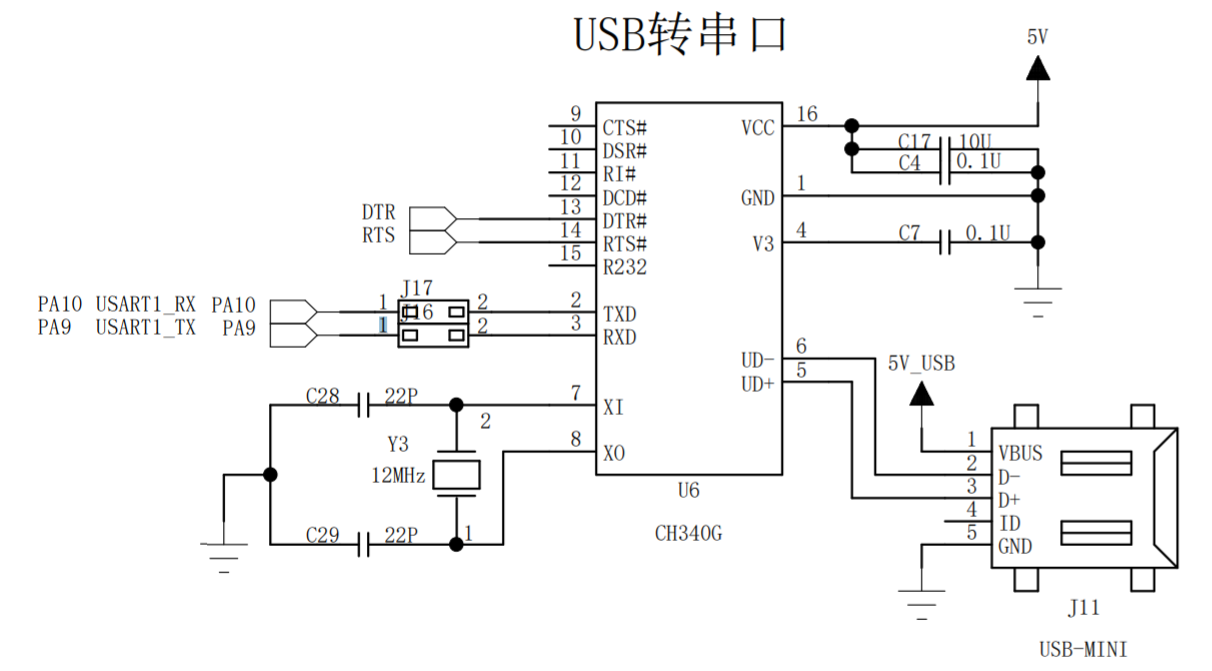 USB转串口
5V
9 CTS#
10 DSR#
11 RI#
12 DCD#
13 DTR#
14 RTS#
15 R232
2 TXD
3 RXD
7 XI
8 XO
VCC 16
GND 1
V3 4
UD- 6
UD+ 5
U6
CH340G
C17 10U
C4 0.1U
C7 0.1U
DTR
RTS
J17
PA10 USART1_RX PA10 1 2
J16
PA9 USART1_TX PA9 1 2
C28 22P
2
Y3
12MHz
C29 22P 1
5V_USB
1 VBUS
2 D-
3 D+
4 ID
5 GND
J11
USB-MINI